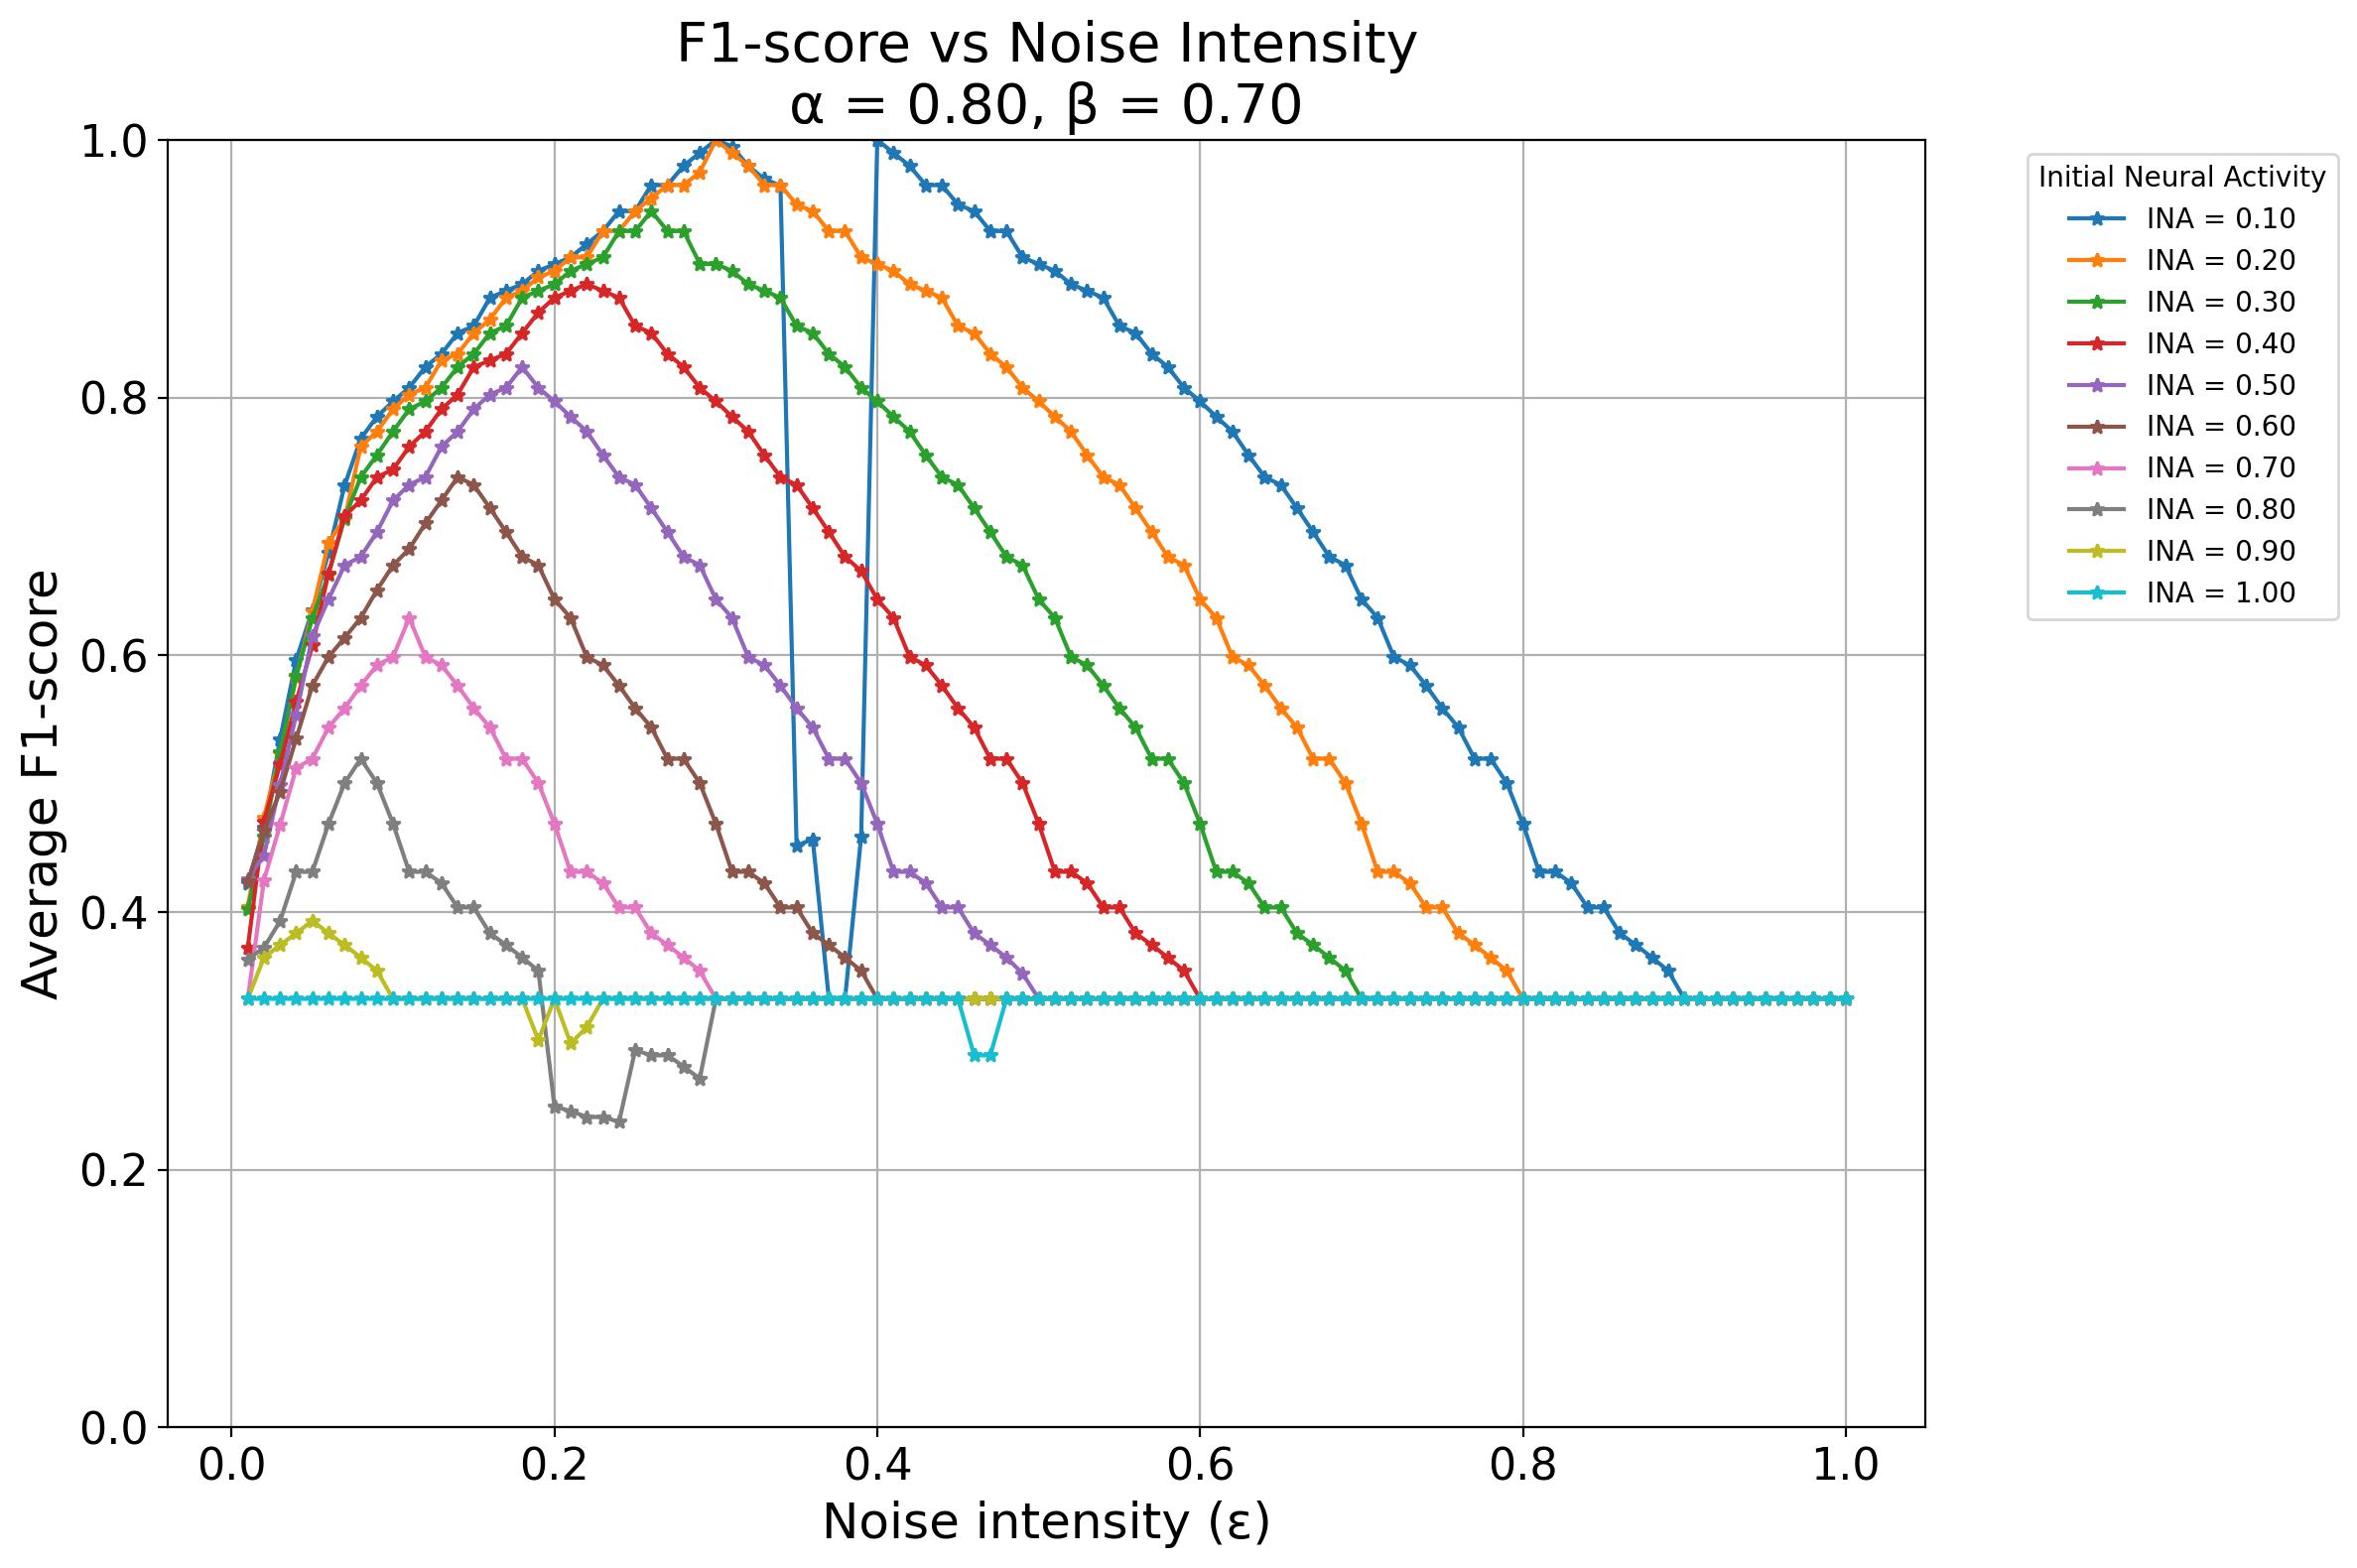 F1-score vs Noise Intensity
α = 0.80, β = 0.70
1.0
0.8
0.6
0.4
0.2
0.0
Average F1-score
0.0 0.2 0.4 0.6 0.8 1.0
Noise intensity (ε)
Initial Neural Activity
INA = 0.10
INA = 0.20
INA = 0.30
INA = 0.40
INA = 0.50
INA = 0.60
INA = 0.70
INA = 0.80
INA = 0.90
INA = 1.00